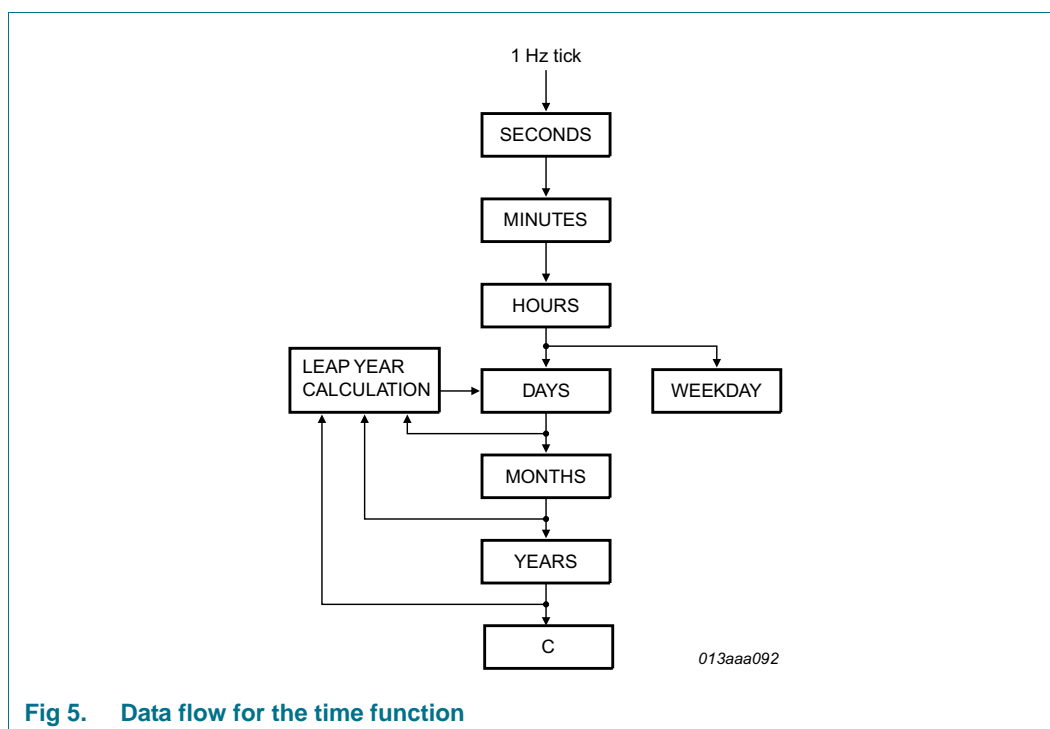 1 Hz tick
SECONDS
MINUTES
HOURS
LEAP YEAR
CALCULATION
DAYS
WEEKDAY
MONTHS
YEARS
C
013aaa092
Fig 5. Data flow for the time function